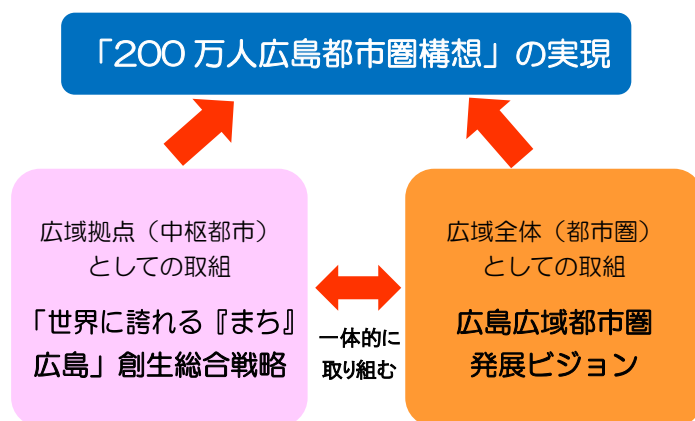 「200万人広島都市圏構想」の実現
広域拠点（中枢都市）
としての取組
「世界に誇れる『まち』
広島」創生総合戦略
一体的に
取り組む
広域全体（都市圏）
としての取組
広島広域都市圏
発展ビジョン